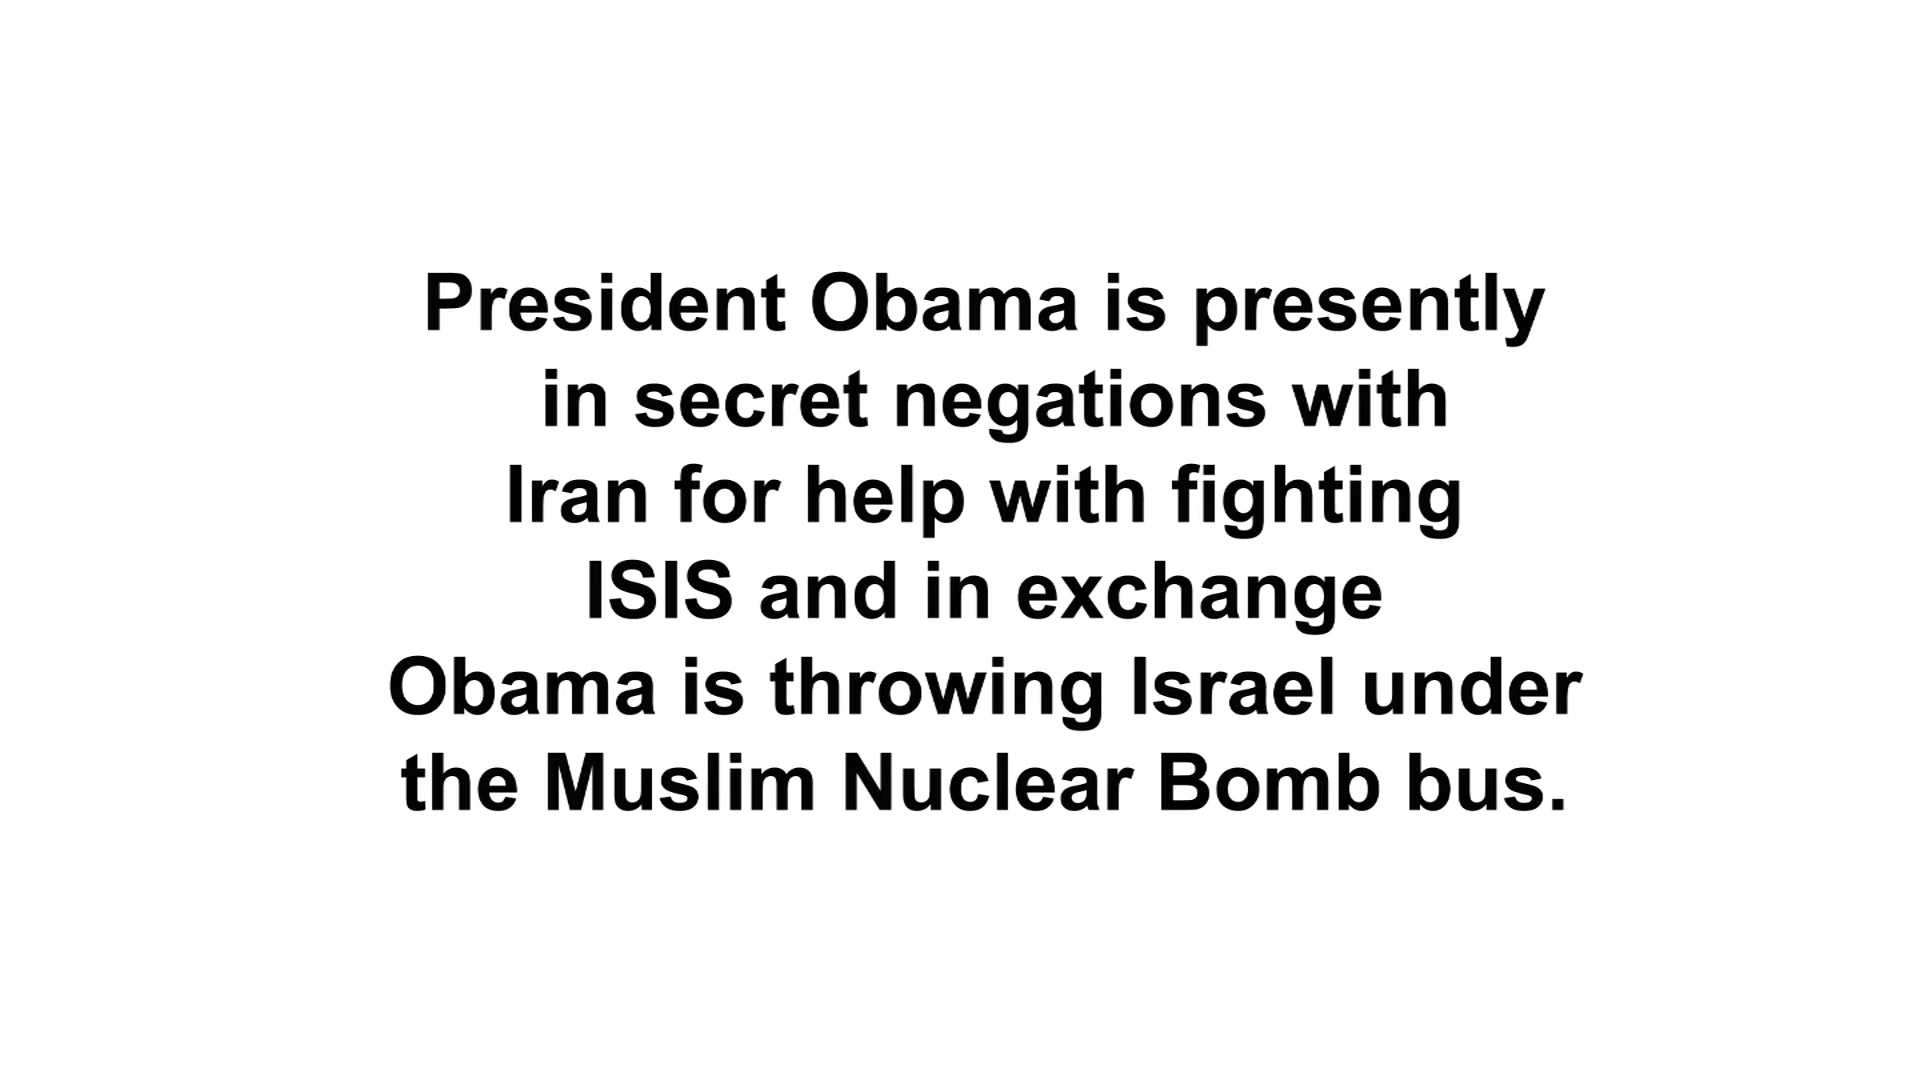 President Obama is presently
in secret negations with
Iran for help with fighting
ISIS and in exchange
Obama is throwing Israel under
the Muslim Nuclear Bomb bus.